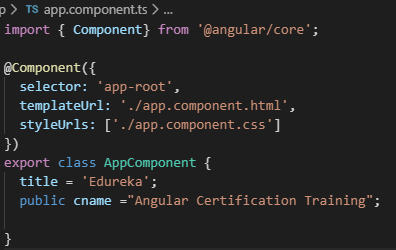 p > TS app.component.ts > ...
import { Component} from '@angular/core';
@Component({
  selector: 'app-root',
  templateUrl: './app.component.html',
  styleUrls: ['./app.component.css']
})
export class AppComponent {
  title = 'Edureka';
  public cname ="Angular Certification Training";
}